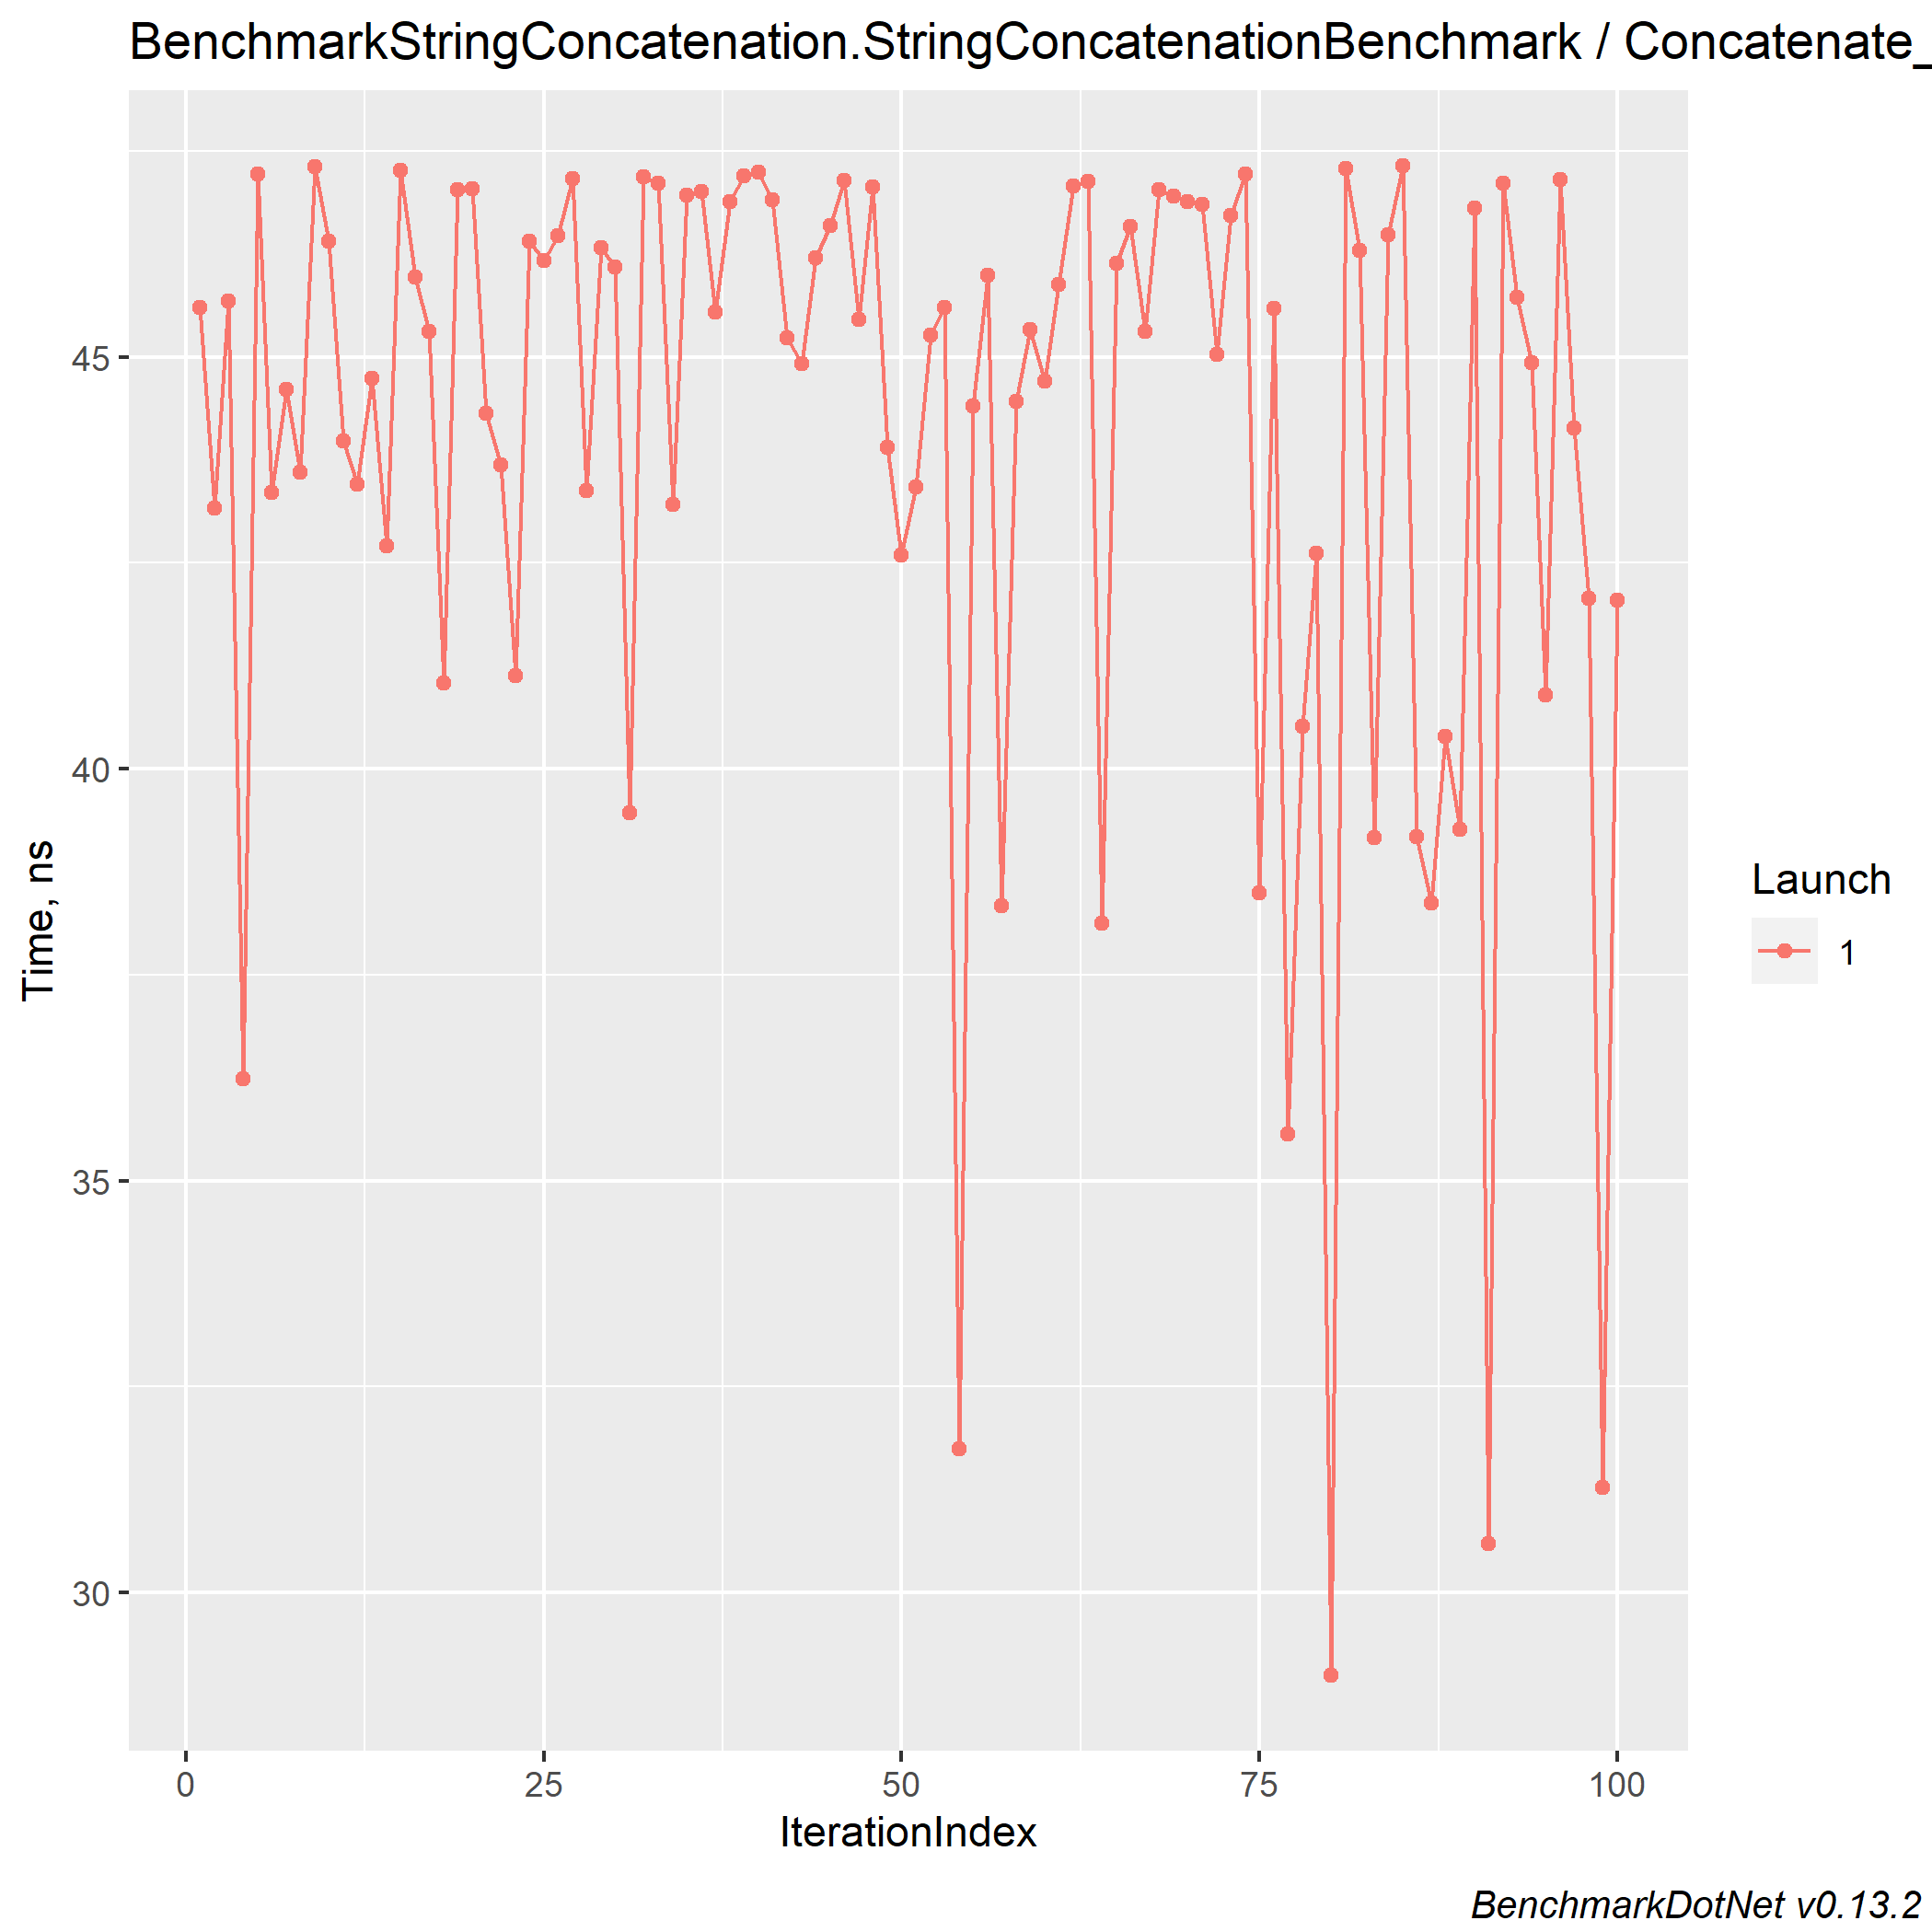 BenchmarkStringConcatenation.StringConcatenationBenchmark / Concatenate_
45
40
35
30
Time, ns
0 25 50 75 100
IterationIndex
Launch
1
BenchmarkDotNet v0.13.2